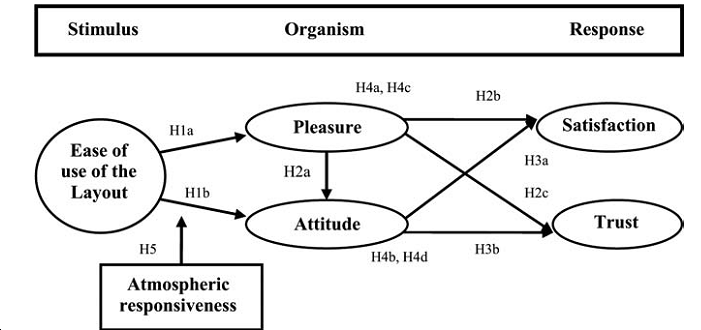 Stimulus Organism Response
H4a, H4c
H2b
H1a
Pleasure
Satisfaction
Ease of
use of the
Layout
H2a
H3a
H1b
H2c
Attitude
Trust
H5
H4b, H4d
H3b
Atmospheric
responsiveness